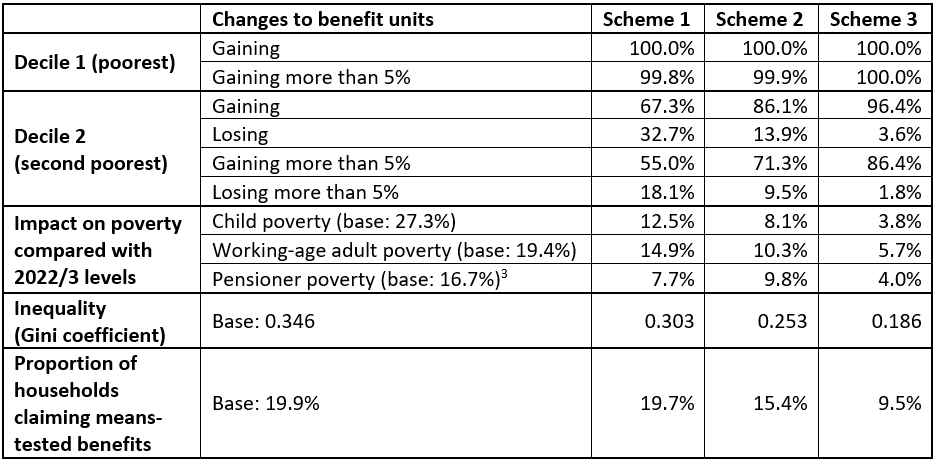 Changes to benefit units Scheme 1 Scheme 2 Scheme 3
Decile 1 (poorest)
Gaining 100.0% 100.0% 100.0%
Gaining more than 5% 99.8% 99.9% 100.0%
Decile 2
(second poorest)
Gaining 67.3% 86.1% 96.4%
Losing 32.7% 13.9% 3.6%
Gaining more than 5% 55.0% 71.3% 86.4%
Losing more than 5% 18.1% 9.5% 1.8%
Impact on poverty
compared with
2022/3 levels
Child poverty (base: 27.3%) 12.5% 8.1% 3.8%
Working-age adult poverty (base: 19.4%) 14.9% 10.3% 5.7%
Pensioner poverty (base: 16.7%)³ 7.7% 9.8% 4.0%
Inequality
(Gini coefficient)
Base: 0.346 0.303 0.253 0.186
Proportion of
households
claiming means-
tested benefits
Base: 19.9% 19.7% 15.4% 9.5%